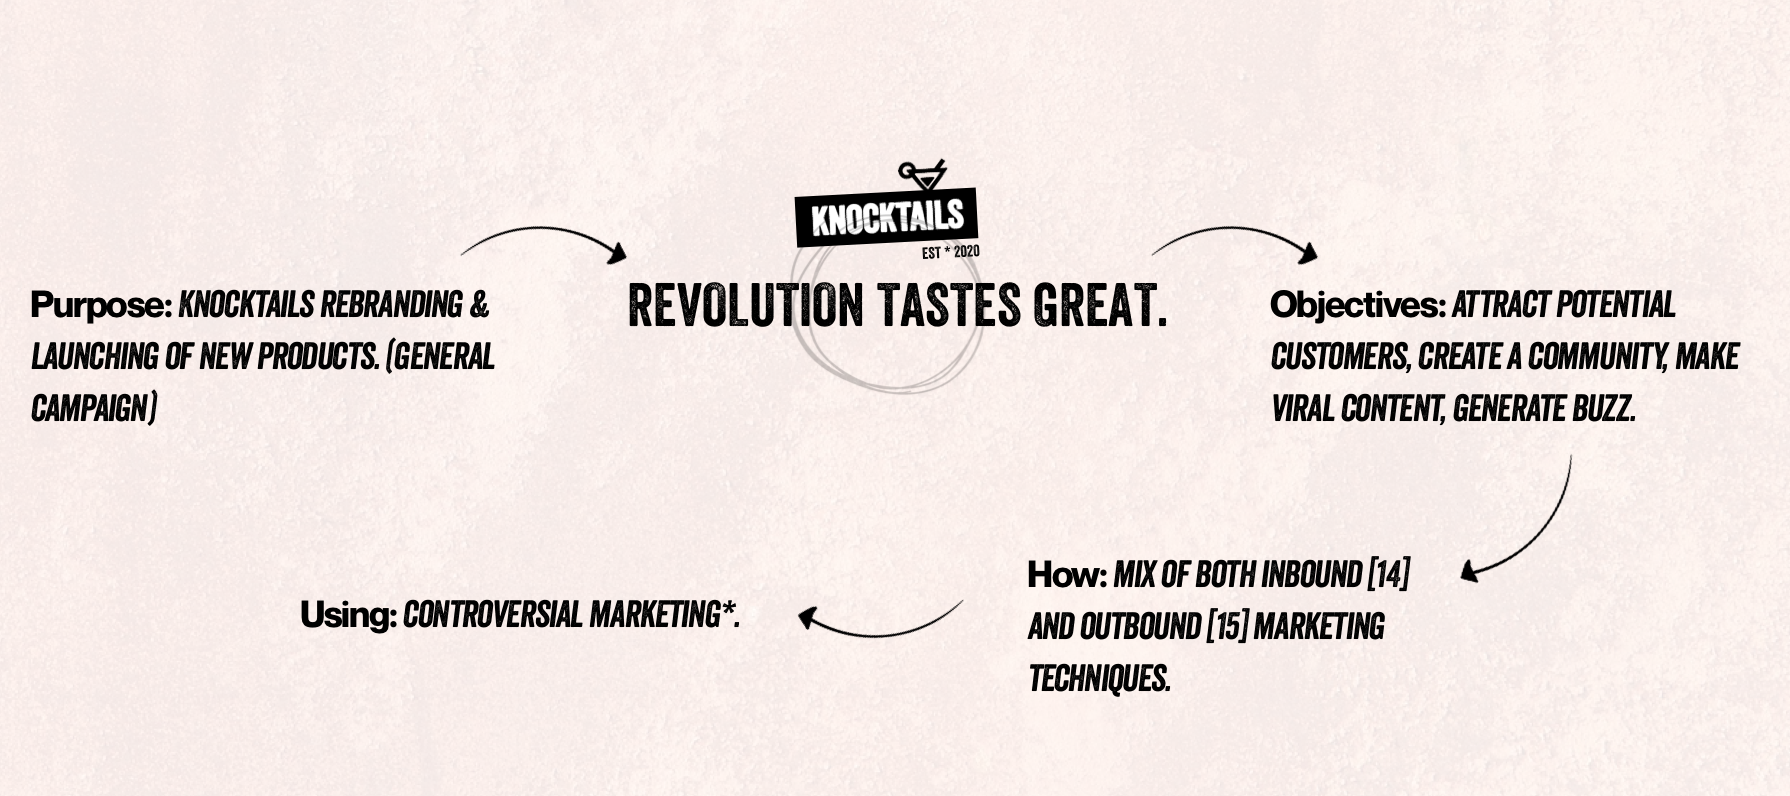 KNOCKTAILS
EST * 2020
REVOLUTION TASTES GREAT.
Purpose: KNOCKTAILS REBRANDING &
LAUNCHING OF NEW PRODUCTS. (GENERAL
CAMPAIGN)
Objectives: ATTRACT POTENTIAL
CUSTOMERS, CREATE A COMMUNITY, MAKE
VIRAL CONTENT, GENERATE BUZZ.
How: MIX OF BOTH INBOUND [14]
AND OUTBOUND [15] MARKETING
TECHNIQUES.
Using: CONTROVERSIAL MARKETING*.